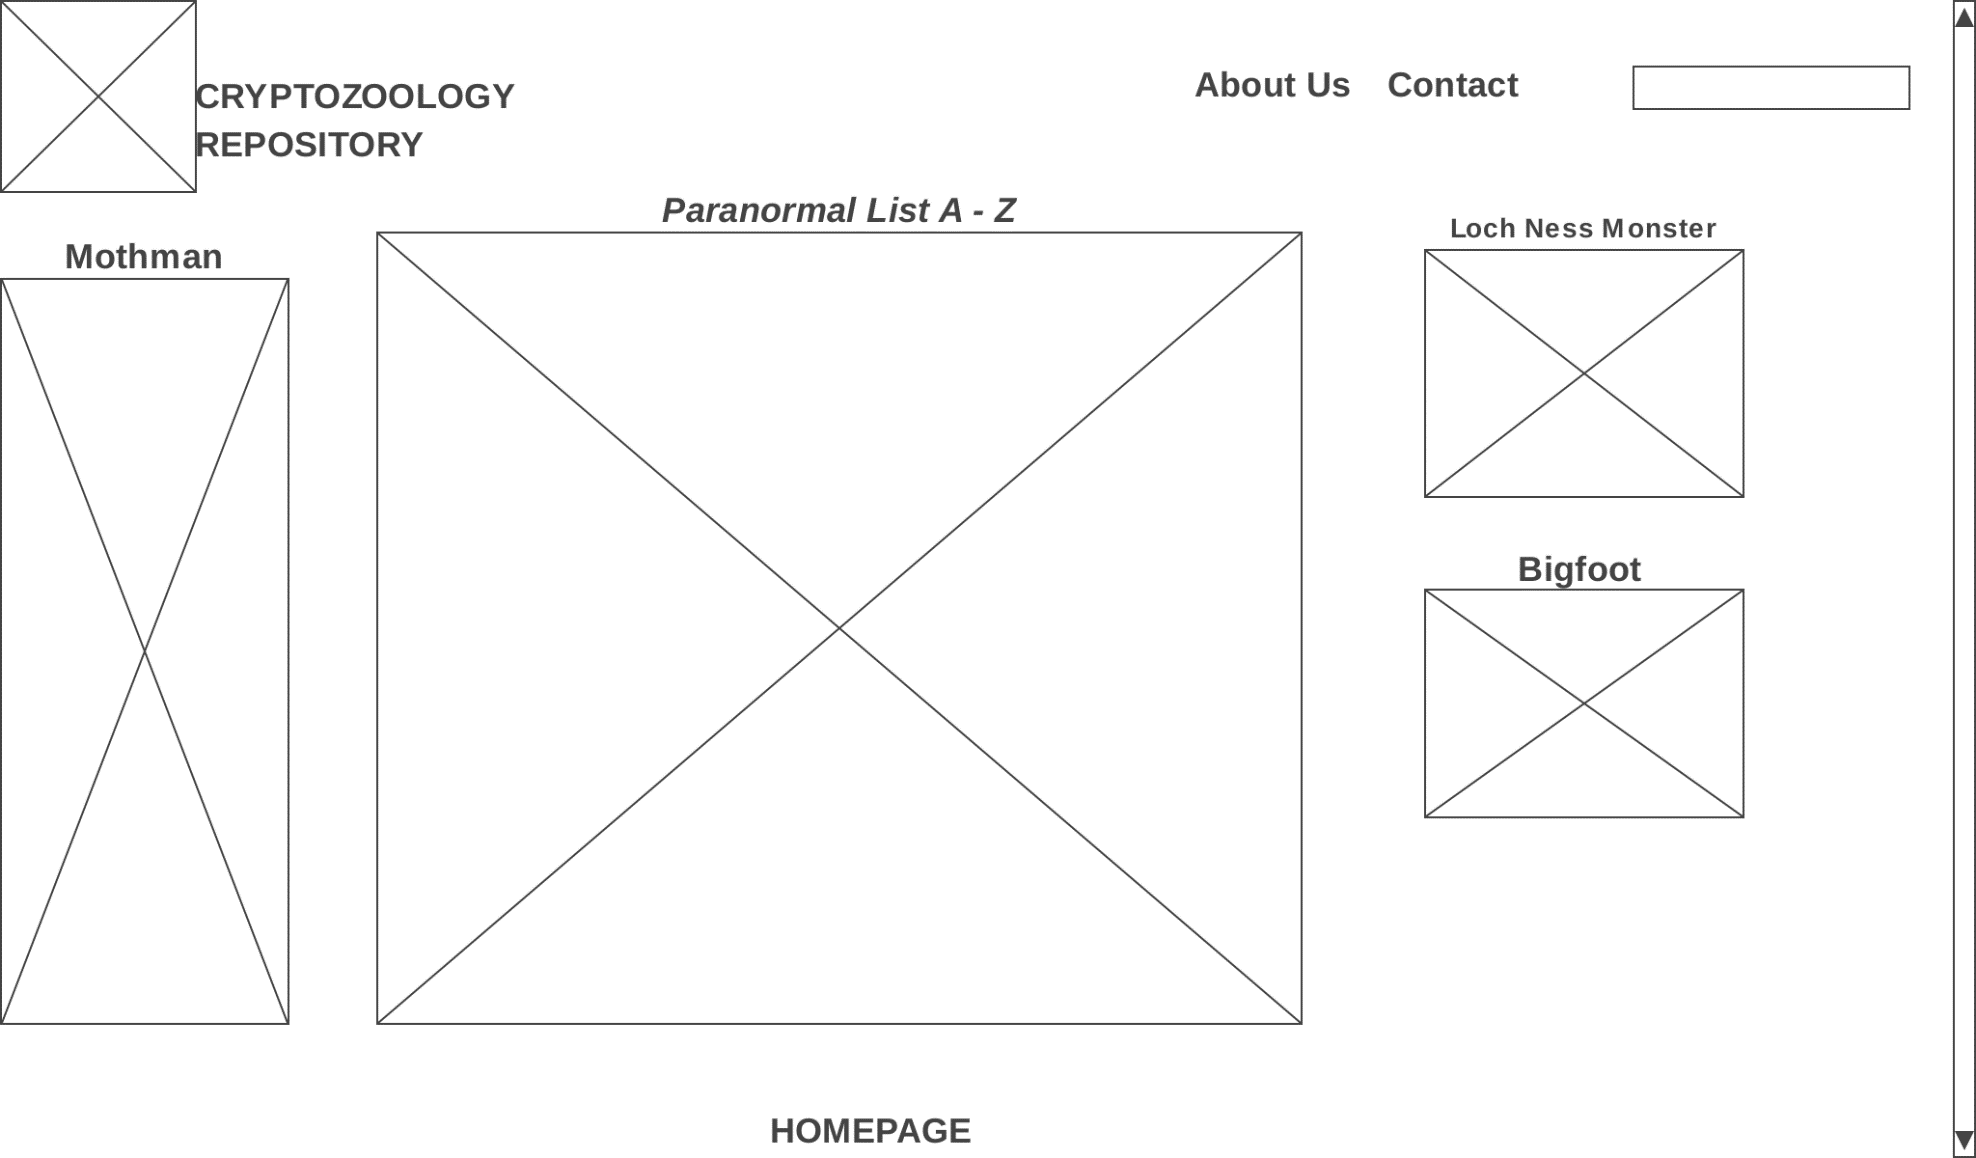 CRYPTOZOOLOGY
REPOSITORY
About Us
Contact
Paranormal List A - Z
Loch Ness Monster
Mothman
Bigfoot
HOMEPAGE